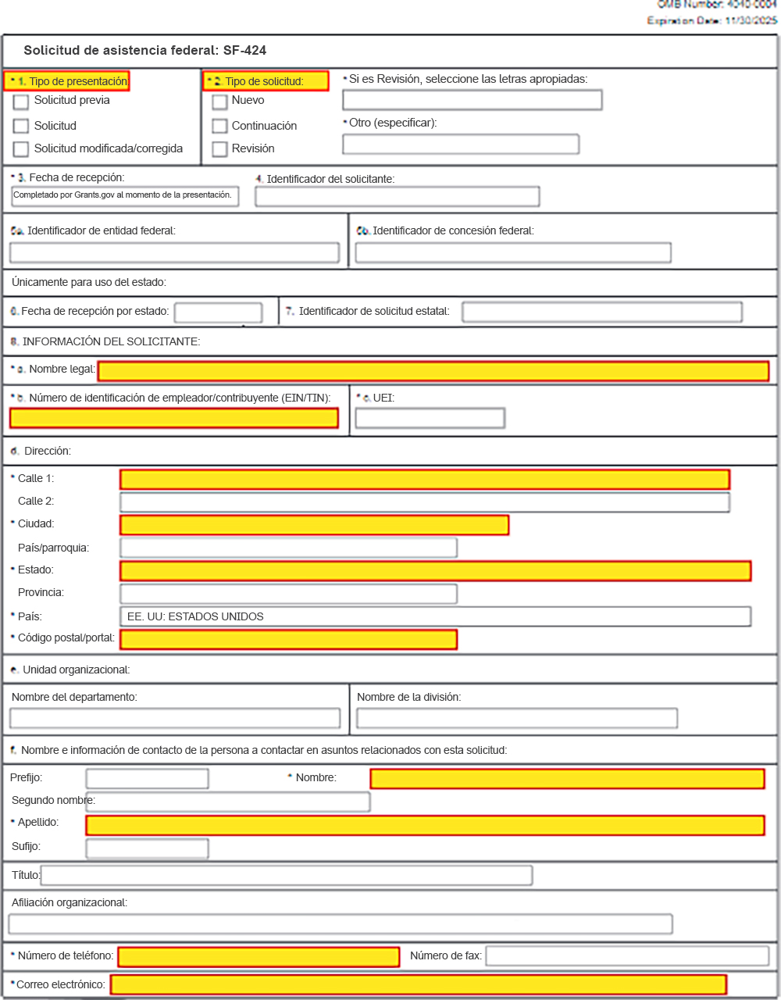 OMB Number: 4040-0004
Expiration Date: 11/30/2025
Solicitud de asistencia federal: SF-424
* 1. Tipo de presentación:
* 2. Tipo de solicitud:
* Si es Revisión, seleccione las letras apropiadas:
Solicitud previa
Nuevo
Solicitud
Continuación
* Otro (especificar):
Solicitud modificada/corregida
Revisión
* 3. Fecha de recepción:
4. Identificador del solicitante:
Completado por Grants.gov al momento de la presentación.
5a. Identificador de entidad federal:
5b. Identificador de concesión federal:
Únicamente para uso del estado:
6. Fecha de recepción por estado:
7. Identificador de solicitud estatal:
8. INFORMACIÓN DEL SOLICITANTE:
* a. Nombre legal:
* b. Número de identificación de empleador/contribuyente (EIN/TIN):
* c. UEI:
d. Dirección:
* Calle 1:
Calle 2:
* Ciudad:
País/parroquia:
* Estado:
Provincia:
* País:
EE. UU: ESTADOS UNIDOS
* Código postal/portal:
e. Unidad organizacional:
Nombre del departamento:
Nombre de la división:
f. Nombre e información de contacto de la persona a contactar en asuntos relacionados con esta solicitud:
Prefijo:
* Nombre:
Segundo nombre:
* Apellido:
Sufijo:
Título:
Afiliación organizacional:
* Número de teléfono:
Número de fax:
* Correo electrónico: